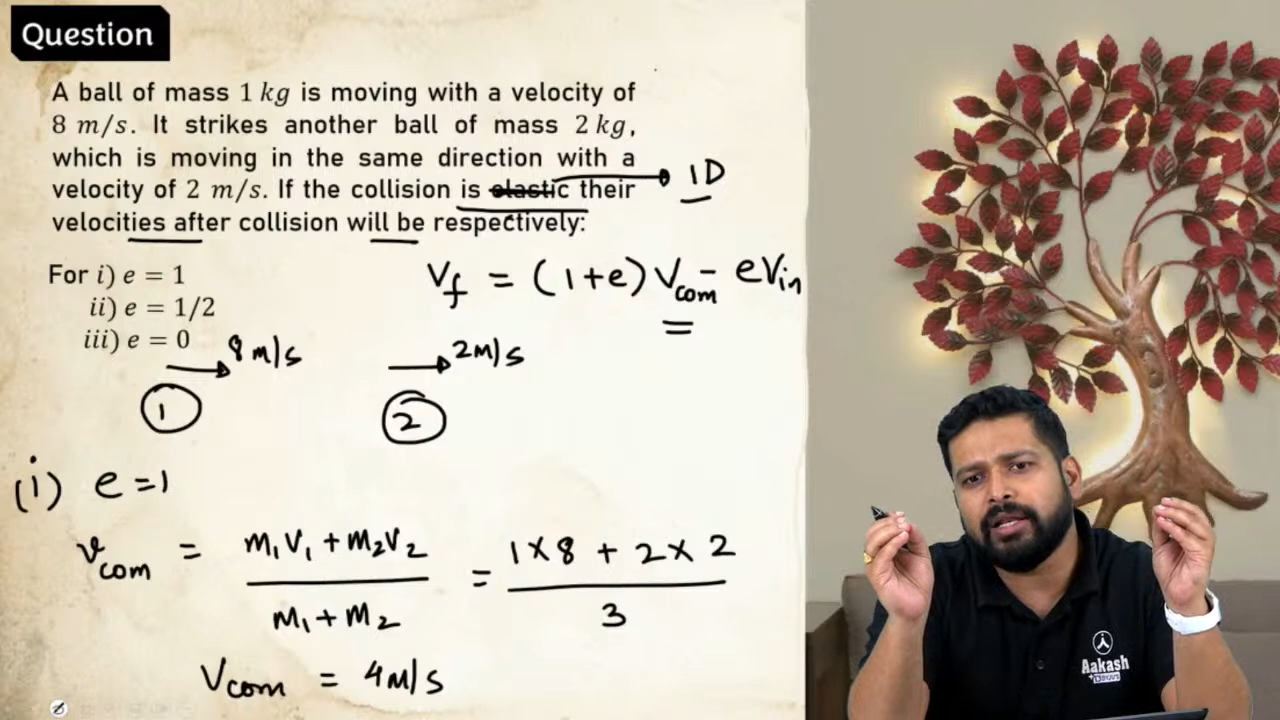 Question
A ball of mass 1 kg is moving with a velocity of
8 m/s. It strikes another ball of mass 2 kg,
which is moving in the same direction with a
velocity of 2 m/s. If the collision is elastic their
velocities after collision will be respectively:
1D
For i) e = 1
ii) e = 1/2
iii) e = 0
V_f = (1+e) V_com - eV_in
8 m/s
2 m/s
1
2
(i) e = 1
v_com = (m₁v₁ + m₂v₂) / (m₁ + m₂) = (1 × 8 + 2 × 2) / 3
V_com = 4 m/s
Aakash
+BYJU'S